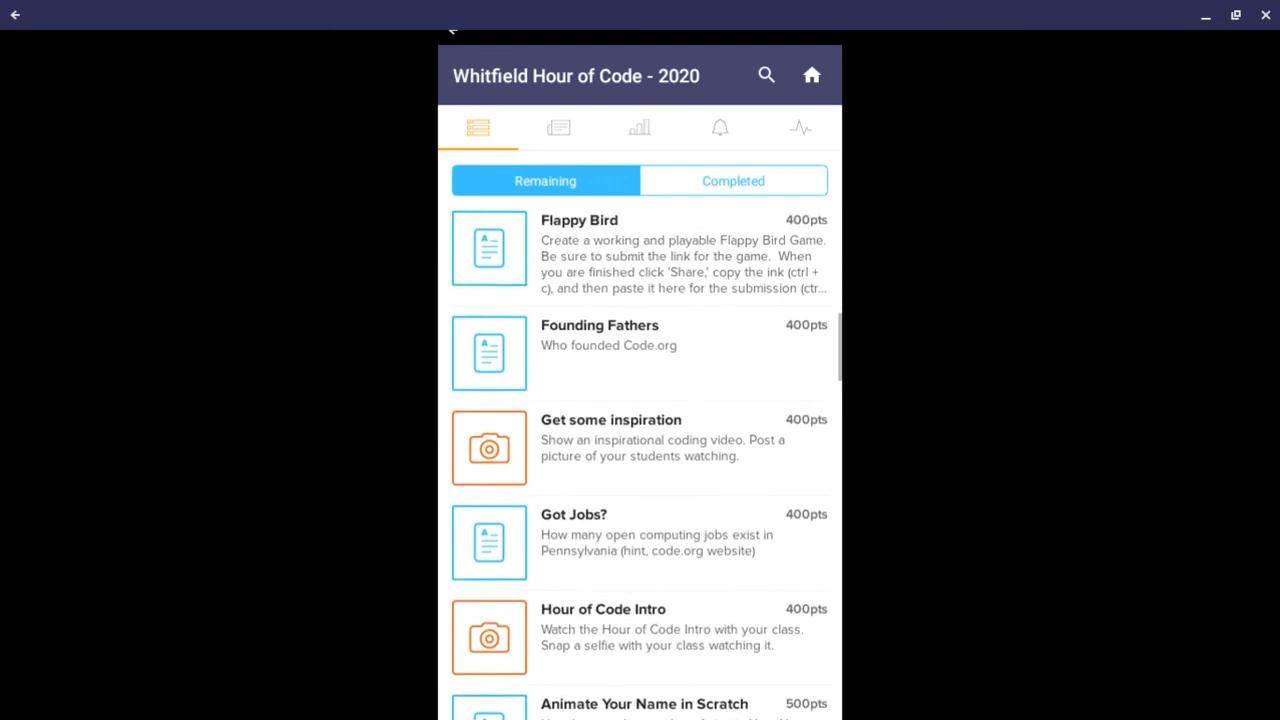 Whitfield Hour of Code - 2020
Remaining
Completed
Flappy Bird
400pts
Create a working and playable Flappy Bird Game.
Be sure to submit the link for the game.  When
you are finished click 'Share,' copy the ink (ctrl +
c), and then paste it here for the submission (ctr...
Founding Fathers
400pts
Who founded Code.org
Get some inspiration
400pts
Show an inspirational coding video. Post a
picture of your students watching.
Got Jobs?
400pts
How many open computing jobs exist in
Pennsylvania (hint, code.org website)
Hour of Code Intro
400pts
Watch the Hour of Code Intro with your class.
Snap a selfie with your class watching it.
Animate Your Name in Scratch
500pts